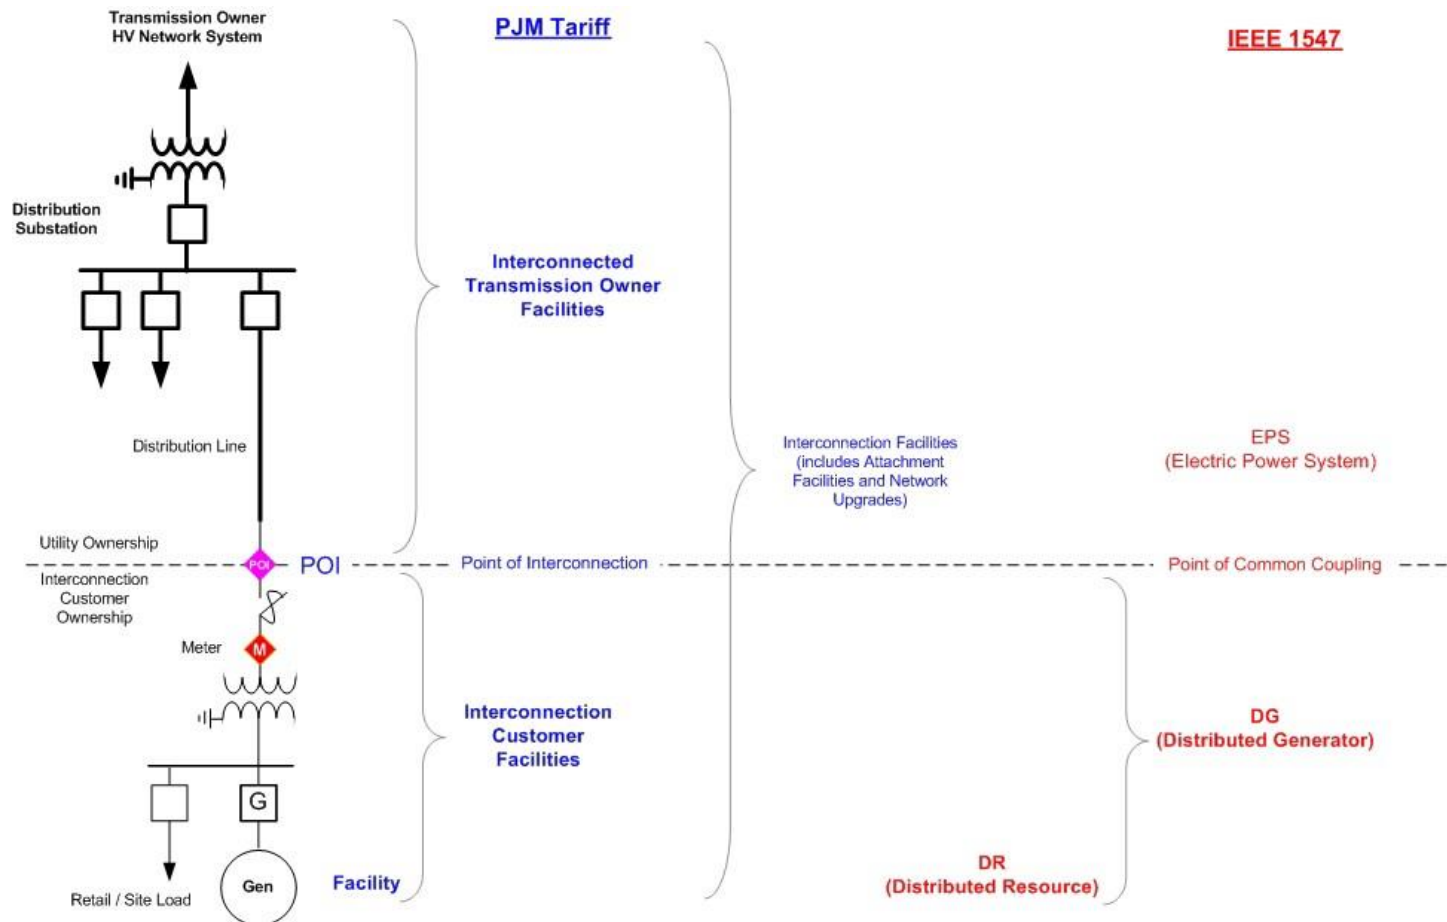 Transmission Owner
HV Network System
PJM Tariff
IEEE 1547
Distribution
Substation
Interconnected
Transmission Owner
Facilities
Distribution Line
Interconnection Facilities
(includes Attachment
Facilities and Network
Upgrades)
EPS
(Electric Power System)
Utility Ownership
POI
POI
Point of Interconnection
Point of Common Coupling
Interconnection
Customer
Ownership
Meter
M
Interconnection
Customer
Facilities
DG
(Distributed Generator)
G
Gen
Facility
Retail / Site Load
DR
(Distributed Resource)